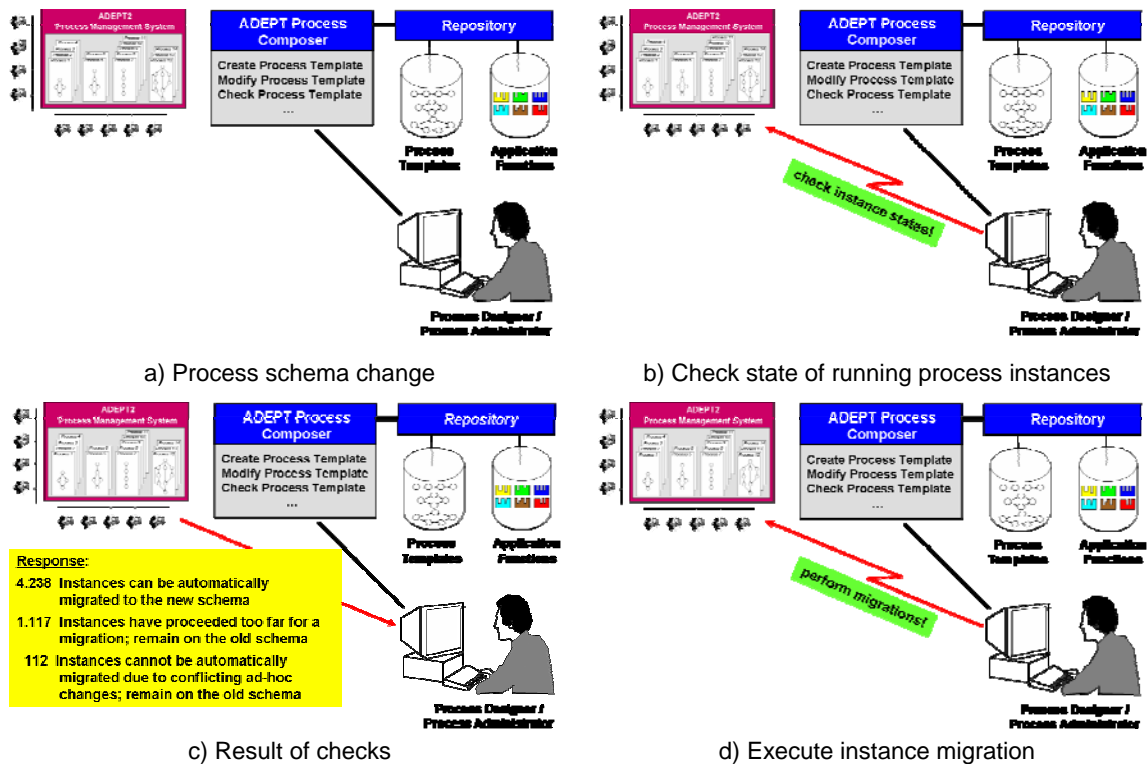 ADEPT2
Process Management System
ADEPT Process
Composer
Repository
Create Process Template
Modify Process Template
Check Process Template
...
Process
Templates
Application
Functions
Process Designer /
Process Administrator
a) Process schema change
ADEPT2
Process Management System
ADEPT Process
Composer
Repository
Create Process Template
Modify Process Template
Check Process Template
...
Process
Templates
Application
Functions
check instance states!
Process Designer /
Process Administrator
b) Check state of running process instances
ADEPT2
Process Management System
ADEPT Process
Composer
Repository
Create Process Template
Modify Process Template
Check Process Template
...
Process
Templates
Application
Functions
Response:
4.238 Instances can be automatically
migrated to the new schema
1.117 Instances have proceeded too far for a
migration; remain on the old schema
112 Instances cannot be automatically
migrated due to conflicting ad-hoc
changes; remain on the old schema
Process Designer /
Process Administrator
c) Result of checks
ADEPT2
Process Management System
ADEPT Process
Composer
Repository
Create Process Template
Modify Process Template
Check Process Template
...
Process
Templates
Application
Functions
perform migrations!
Process Designer /
Process Administrator
d) Execute instance migration